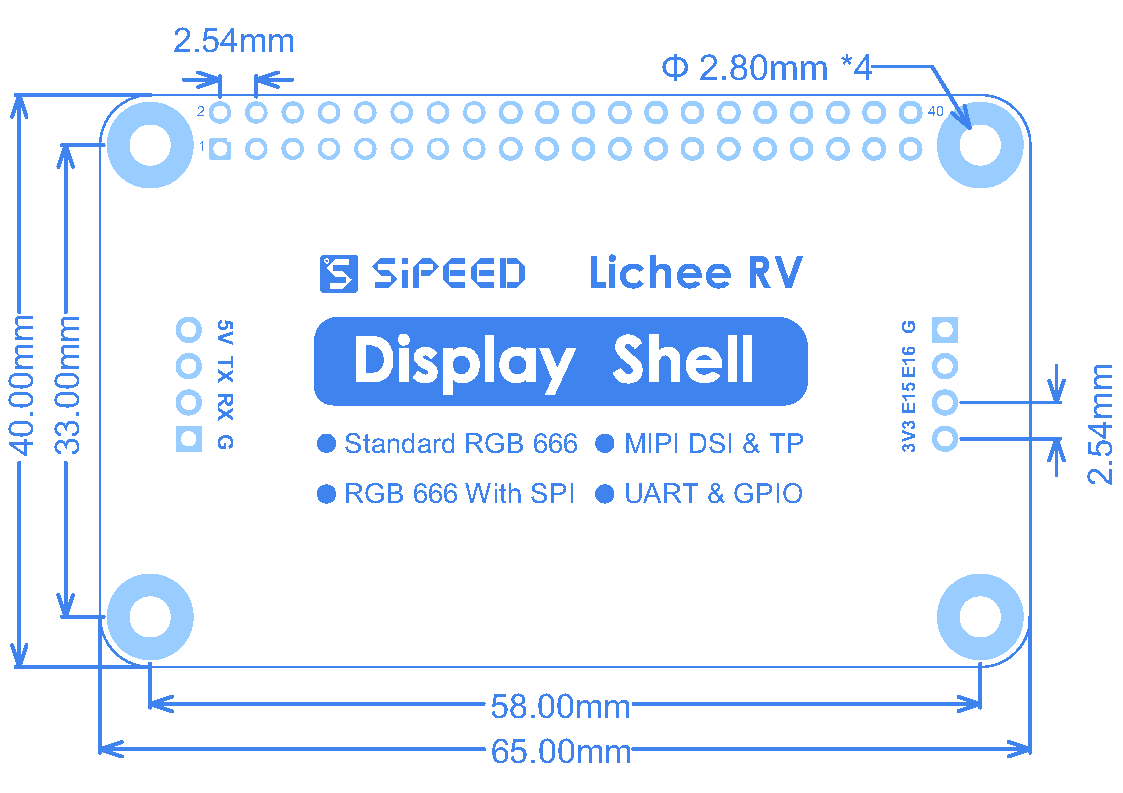 2.54mm
Φ 2.80mm *4
2
40
1
SiPEED
Lichee RV
Display Shell
5V TX RX G
G
E16
E15
3V3
● Standard RGB 666 ● MIPI DSI & TP
● RGB 666 With SPI ● UART & GPIO
40.00mm
33.00mm
2.54mm
58.00mm
65.00mm